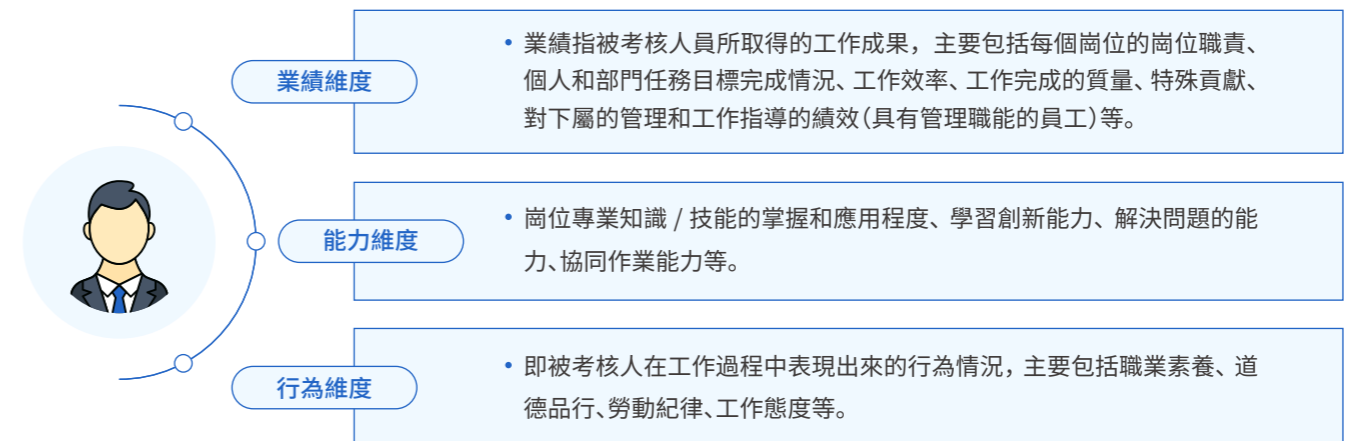 業績維度
• 業績指被考核人員所取得的工作成果，主要包括每個崗位的崗位職責、
個人和部門任務目標完成情況、工作效率、工作完成的質量、特殊貢獻、
對下屬的管理和工作指導的績效（具有管理職能的員工）等。
能力維度
• 崗位專業知識 / 技能的掌握和應用程度、學習創新能力、解決問題的能
力、協同作業能力等。
行為維度
• 即被考核人在工作過程中表現出來的行為情況，主要包括職業素養、道
德品行、勞動紀律、工作態度等。